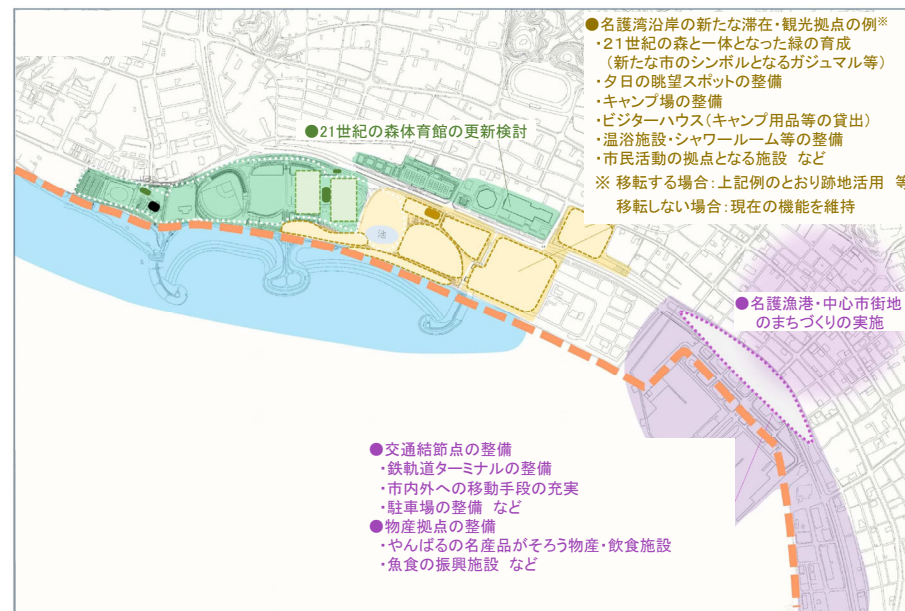 ●名護湾沿岸の新たな滞在・観光拠点の例※
・21世紀の森と一体となった緑の育成
（新たな市のシンボルとなるガジュマル等）
・夕日の眺望スポットの整備
・キャンプ場の整備
・ビジターハウス（キャンプ用品等の貸出）
・温浴施設・シャワールーム等の整備
・市民活動の拠点となる施設 など
※ 移転する場合：上記例のとおり跡地活用 等
移転しない場合：現在の機能を維持
●21世紀の森体育館の更新検討
池
●名護漁港・中心市街地
のまちづくりの実施
●交通結節点の整備
・鉄軌道ターミナルの整備
・市内外への移動手段の充実
・駐車場の整備 など
●物産拠点の整備
・やんばるの名産品がそろう物産・飲食施設
・魚食の振興施設 など